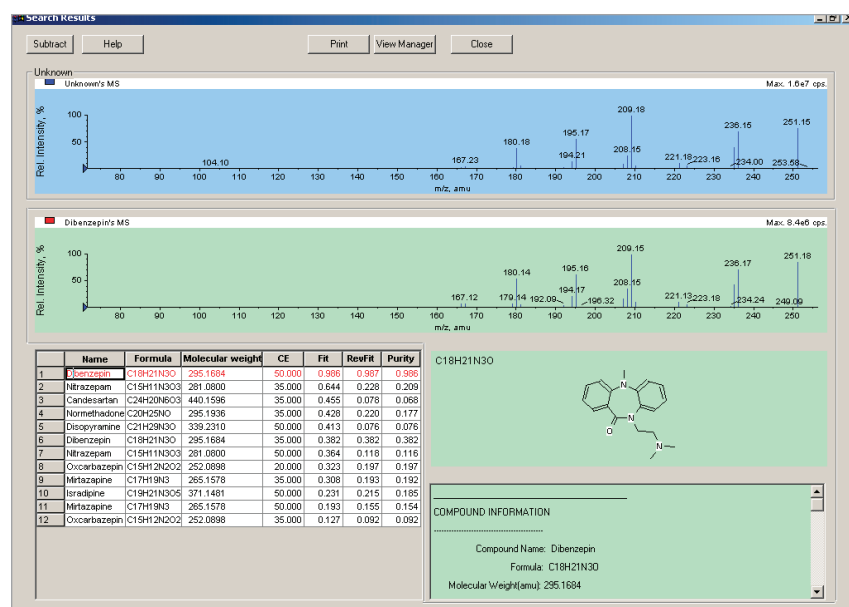 Search Results
Subtract Help Print View Manager Close
Unknown
Unknown's MS Max. 1.6e7 cps.
Rel. Intensity, %
100
50
104.10 167.23 180.18 194.21 195.17 208.15 209.18 221.18 223.16 234.00 236.15 251.15 253.58
80 90 100 110 120 130 140 150 160 170 180 190 200 210 220 230 240 250
m/z, amu
Dibenzepin's MS Max. 8.4e6 cps.
Rel. Intensity, %
100
50
167.12 179.14 180.14 192.09 194.17 195.16 196.32 208.15 209.15 221.13 223.18 234.24 236.17 249.09 251.18
80 90 100 110 120 130 140 150 160 170 180 190 200 210 220 230 240 250
m/z, amu
Name Formula Molecular weight CE Fit RevFit Purity
1 Dibenzepin C18H21N3O 295.1684 50.000 0.986 0.987 0.986
2 Nitrazepam C15H11N3O3 281.0800 35.000 0.644 0.228 0.209
3 Candesartan C24H20N6O3 440.1596 35.000 0.455 0.078 0.068
4 Normethadone C20H25NO 295.1936 35.000 0.428 0.220 0.177
5 Disopyramine C21H29N3O 339.2310 50.000 0.413 0.076 0.076
6 Dibenzepin C18H21N3O 295.1684 35.000 0.382 0.382 0.382
7 Nitrazepam C15H11N3O3 281.0800 50.000 0.364 0.118 0.116
8 Oxcarbazepin C15H12N2O2 252.0898 20.000 0.323 0.197 0.197
9 Mirtazapine C17H19N3 265.1578 35.000 0.308 0.193 0.192
10 Isradipine C19H21N3O5 371.1481 50.000 0.231 0.215 0.185
11 Mirtazapine C17H19N3 265.1578 50.000 0.193 0.155 0.154
12 Oxcarbazepin C15H12N2O2 252.0898 35.000 0.127 0.092 0.092
C18H21N3O
N
N
O
N
COMPOUND INFORMATION
Compound Name: Dibenzepin
Formula: C18H21N3O
Molecular Weight(amu): 295.1684